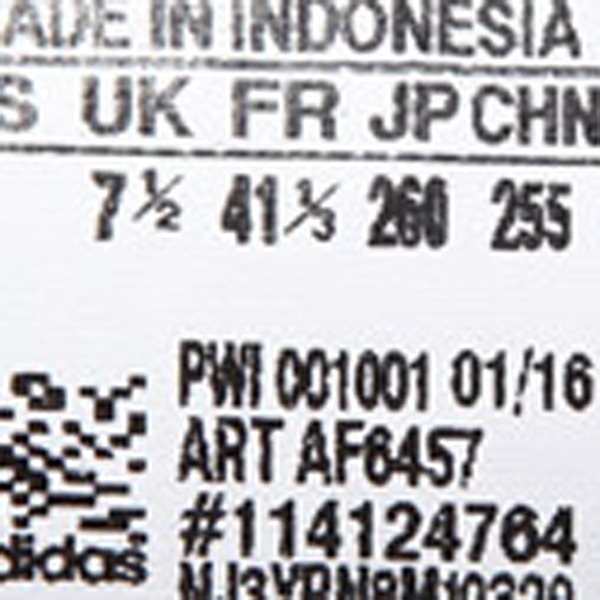 ADE IN INDONESIA
S UK FR JP CHN
7½ 41⅓ 260 255
PWI 001001 01/16
ART AF6457
#114124764
adidas